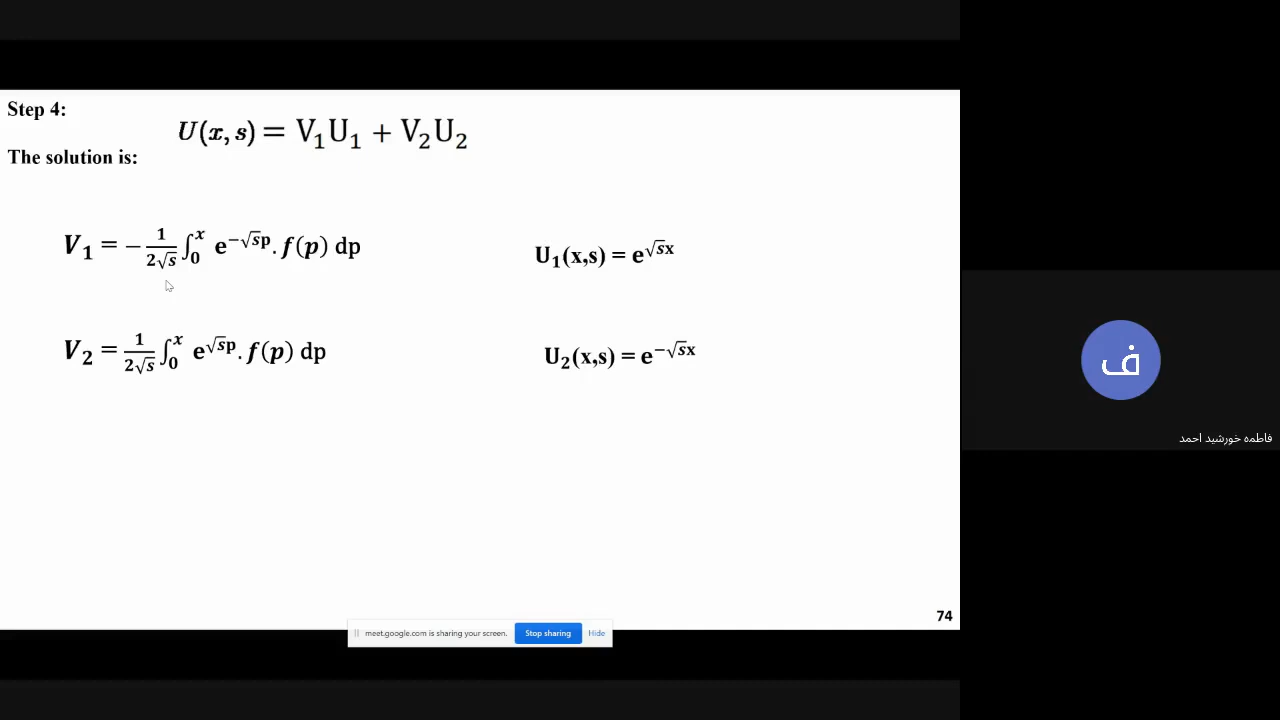 Step 4:
U(x, s) = V₁U₁ + V₂U₂
The solution is:
V₁ = −1/(2√s) ∫₀ˣ e^(−√s p) . f(p) dp
U₁(x,s) = e^(√s x)
V₂ = 1/(2√s) ∫₀ˣ e^(√s p) . f(p) dp
U₂(x,s) = e^(−√s x)
ف
فاطمه خورشيد احمد
74
meet.google.com is sharing your screen. Stop sharing Hide